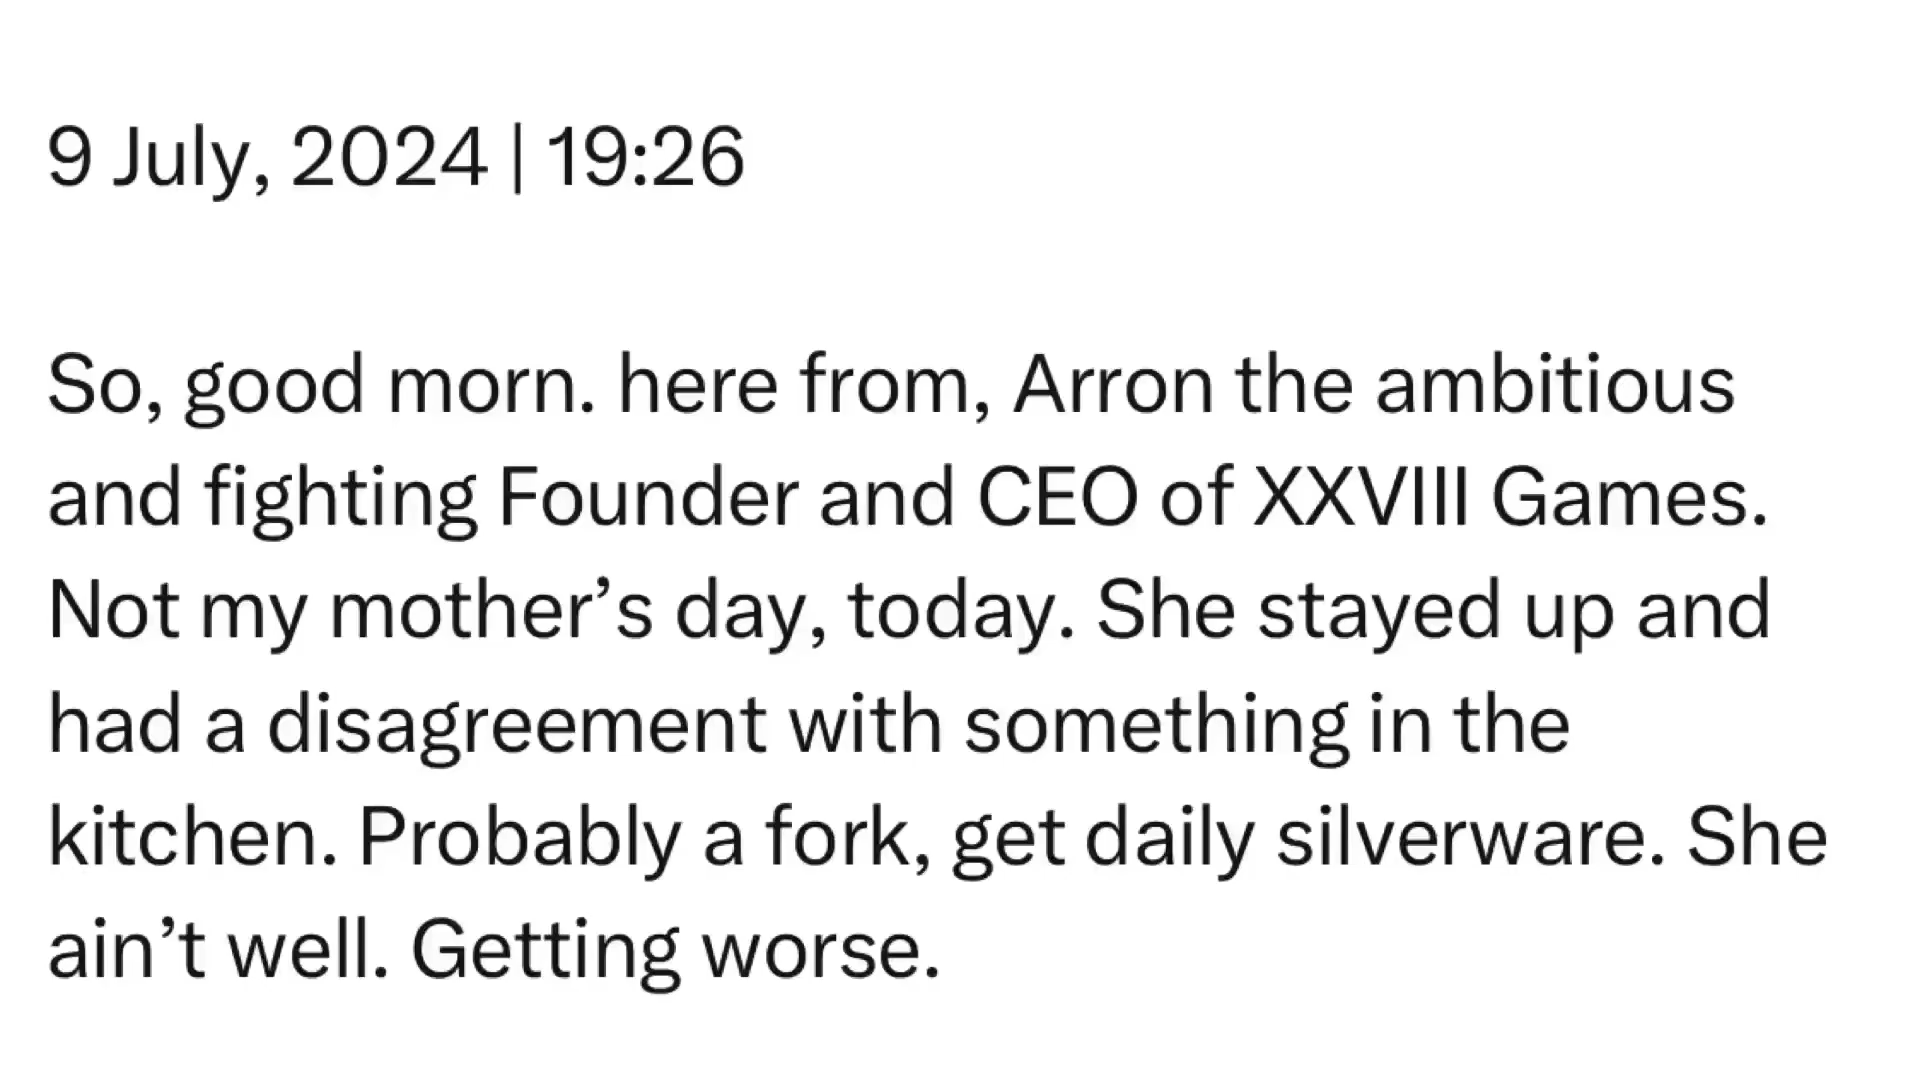 9 July, 2024 | 19:26
So, good morn. here from, Arron the ambitious
and fighting Founder and CEO of XXVIII Games.
Not my mother’s day, today. She stayed up and
had a disagreement with something in the
kitchen. Probably a fork, get daily silverware. She
ain’t well. Getting worse.